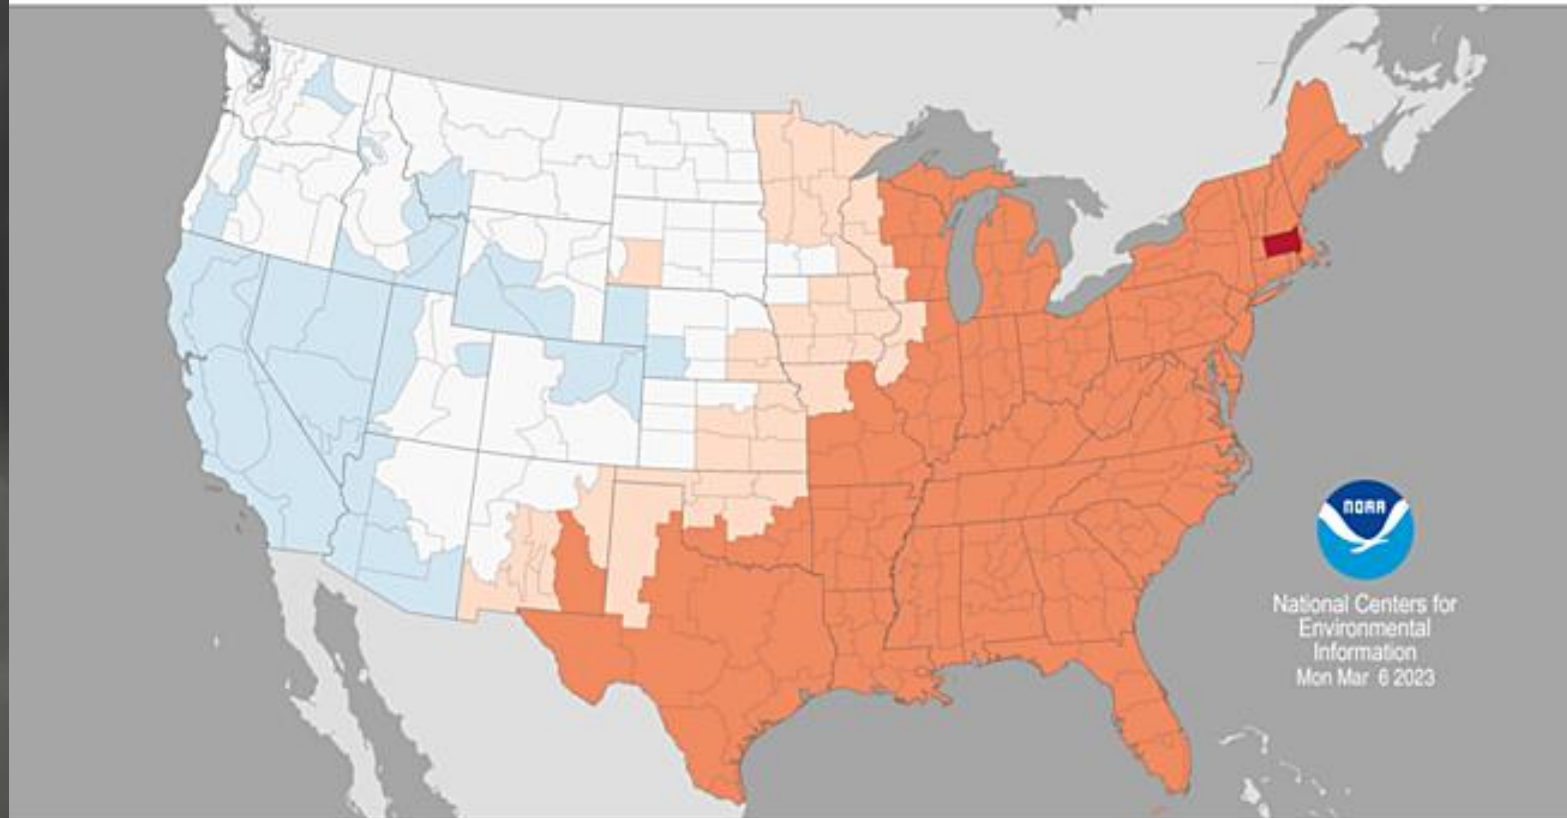 NOAA
National Centers for
Environmental
Information
Mon Mar 6 2023